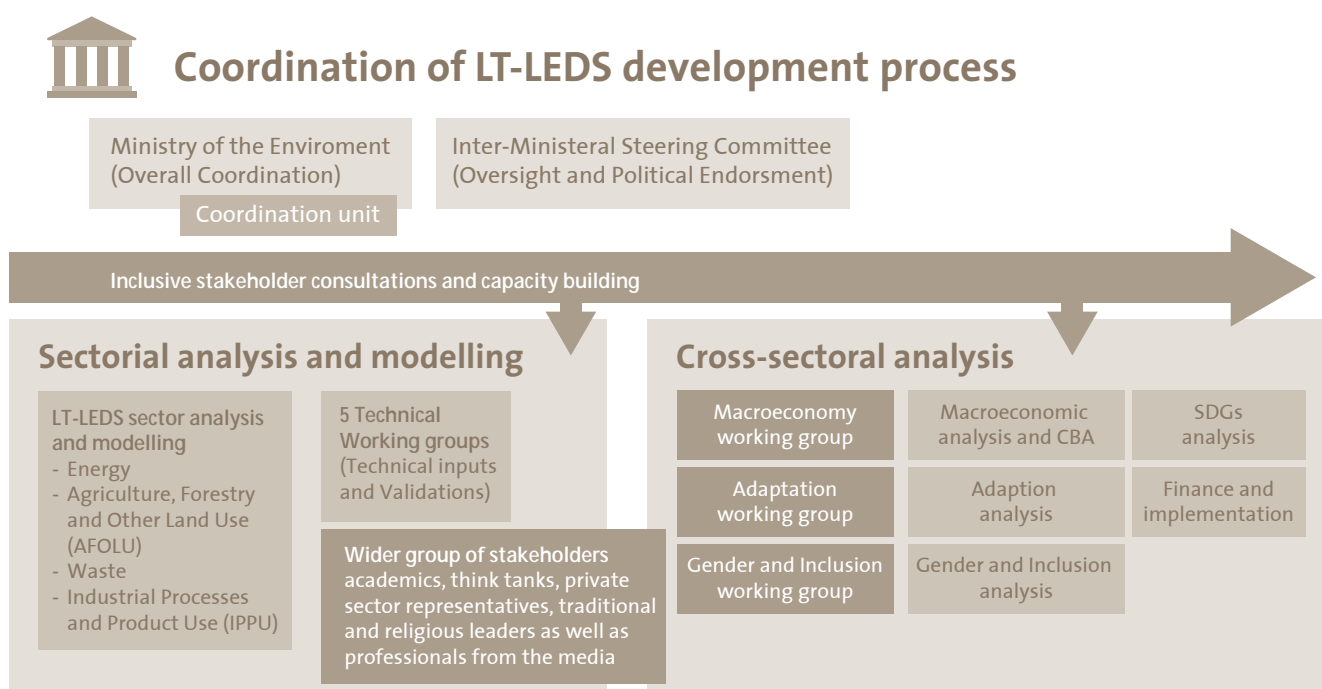 Coordination of LT-LEDS development process
Ministry of the Enviroment
(Overall Coordination)
Coordination unit
Inter-Ministeral Steering Committee
(Oversight and Political Endorsment)
Inclusive stakeholder consultations and capacity building
Sectorial analysis and modelling
LT-LEDS sector analysis
and modelling
- Energy
- Agriculture, Forestry
and Other Land Use
(AFOLU)
- Waste
- Industrial Processes
and Product Use (IPPU)
5 Technical
Working groups
(Technical inputs
and Validations)
Wider group of stakeholders
academics, think tanks, private
sector representatives, traditional
and religious leaders as well as
professionals from the media
Cross-sectoral analysis
Macroeconomy
working group
Macroeconomic
analysis and CBA
SDGs
analysis
Adaptation
working group
Adaption
analysis
Finance and
implementation
Gender and Inclusion
working group
Gender and Inclusion
analysis